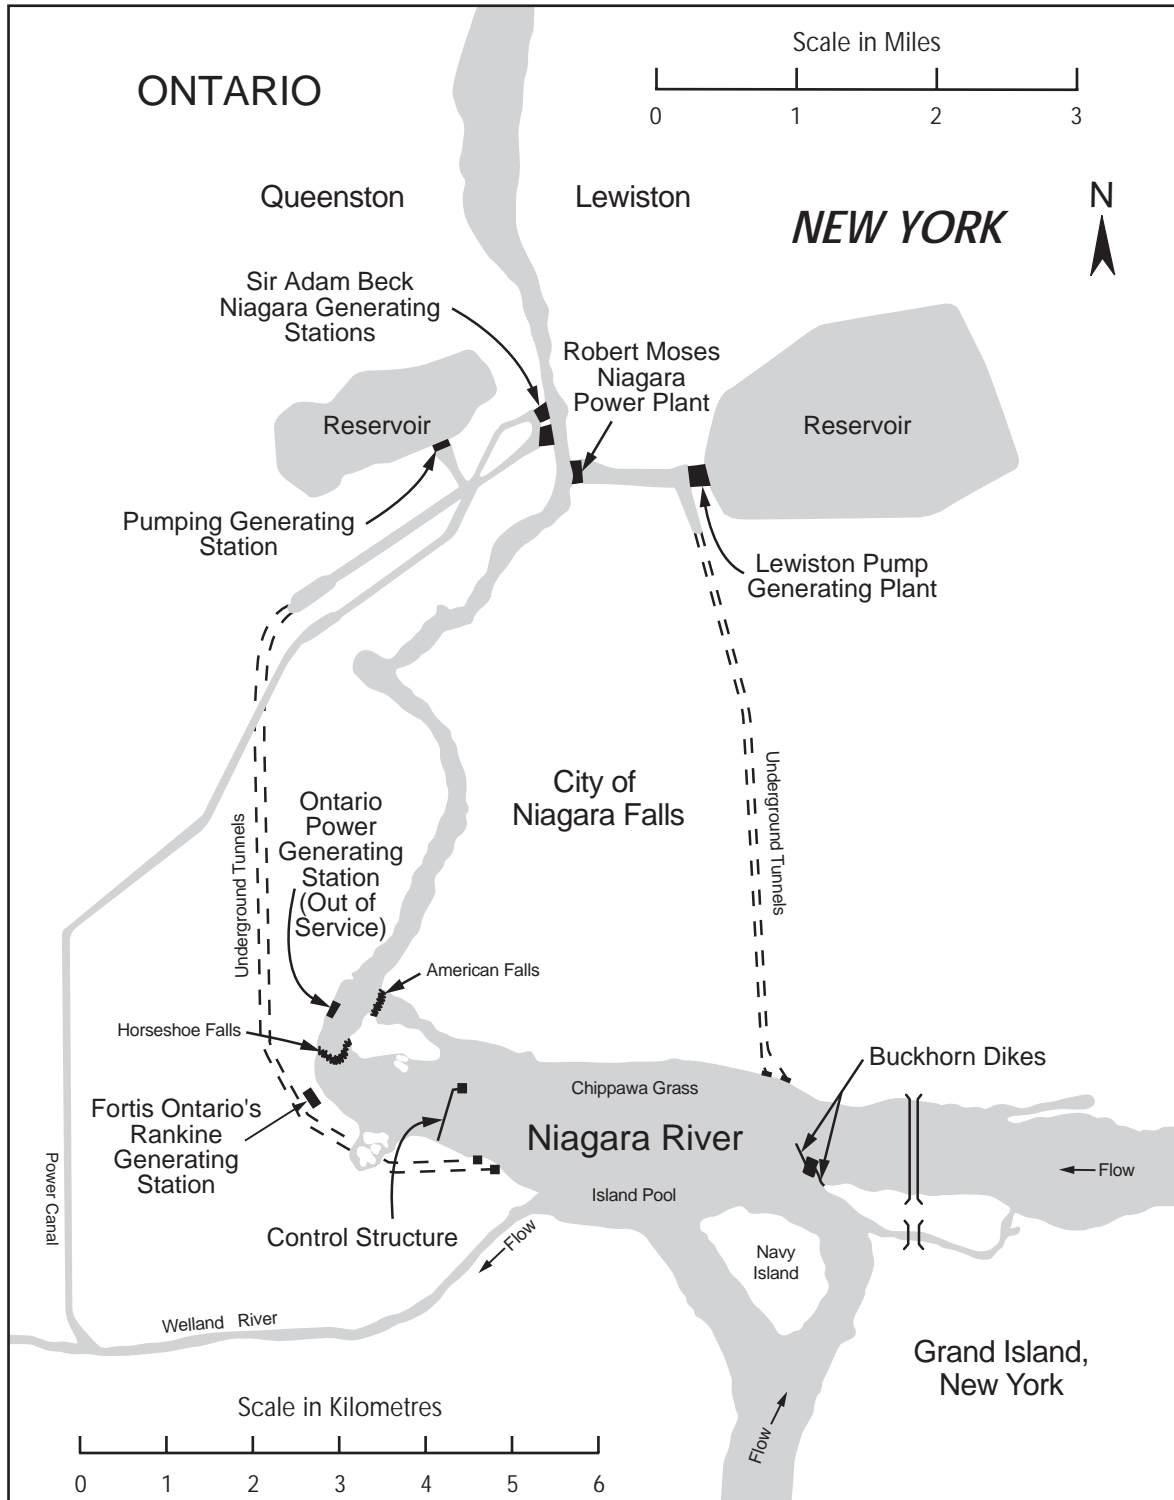 Scale in Miles
0 1 2 3
ONTARIO
Queenston
Lewiston
NEW YORK
N
Sir Adam Beck
Niagara Generating
Stations
Robert Moses
Niagara
Power Plant
Reservoir
Reservoir
Pumping Generating
Station
Lewiston Pump
Generating Plant
City of
Niagara Falls
Underground Tunnels
Ontario
Power
Generating
Station
(Out of
Service)
Underground Tunnels
American Falls
Horseshoe Falls
Buckhorn Dikes
Chippawa Grass
Fortis Ontario's
Rankine
Generating
Station
Niagara River
Flow
Power Canal
Island Pool
Control Structure
Flow
Navy
Island
Welland River
Grand Island,
New York
Flow
Scale in Kilometres
0 1 2 3 4 5 6